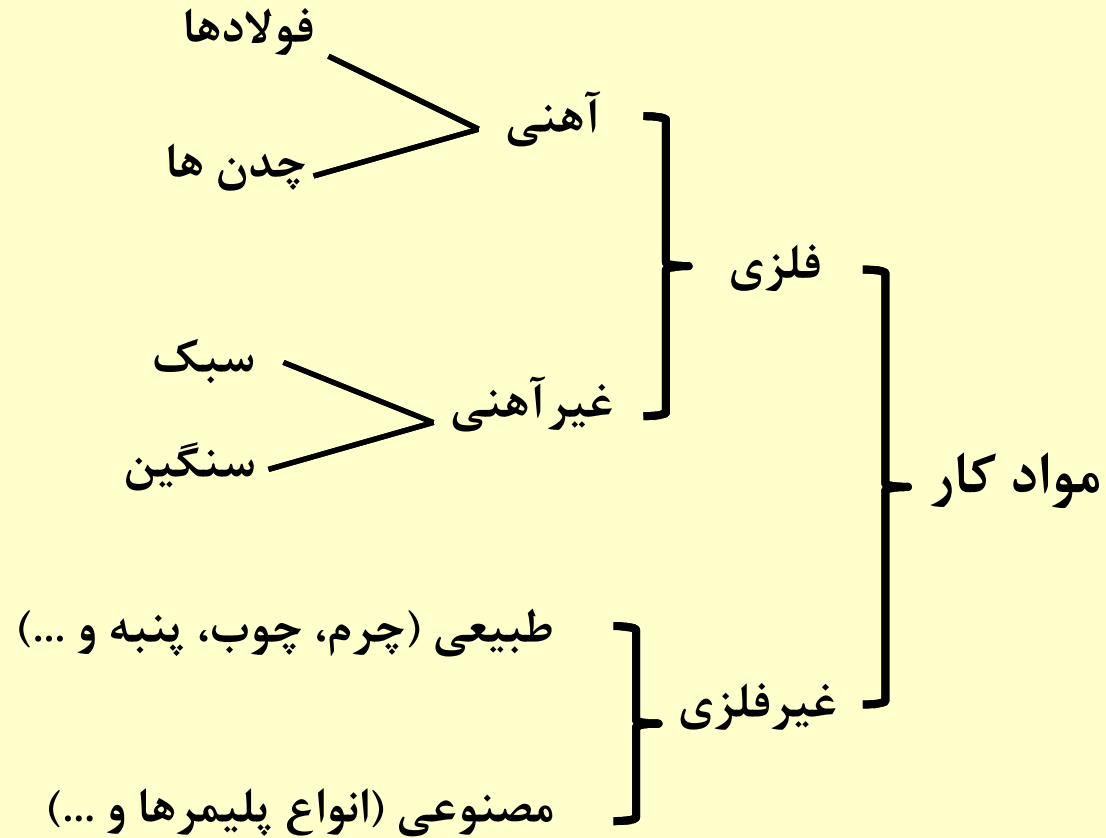 فولادها
آهنی
چدن ها
فلزی
سبک
غیرآهنی
سنگین
مواد کار
طبیعی (چرم، چوب، پنبه و ...)
غیرفلزی
مصنوعی (انواع پلیمرها و ...)